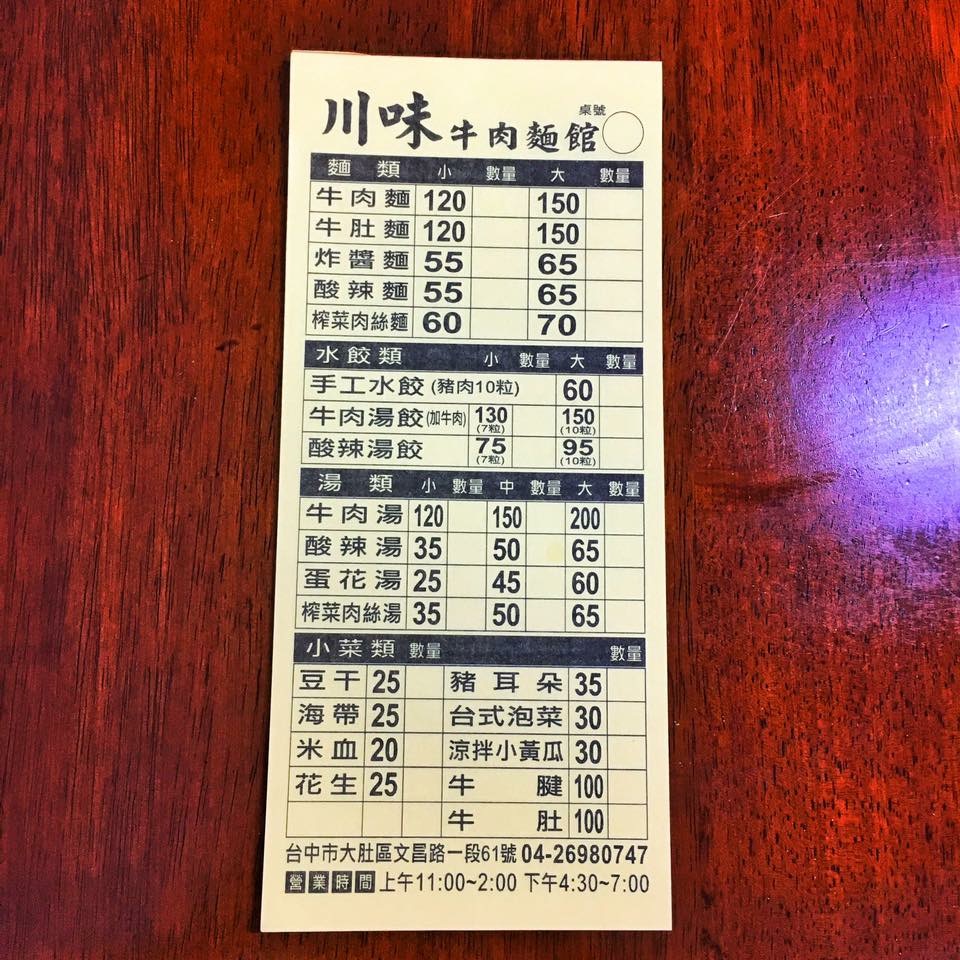 川味牛肉麵館 桌號
麵類 小 數量 大 數量
牛肉麵 120 150
牛肚麵 120 150
炸醬麵 55 65
酸辣麵 55 65
榨菜肉絲麵 60 70
水餃類 小 數量 大 數量
手工水餃(豬肉10粒) 60
牛肉湯餃(加牛肉) 130(7粒) 150(10粒)
酸辣湯餃 75(7粒) 95(10粒)
湯類 小 數量 中 數量 大 數量
牛肉湯 120 150 200
酸辣湯 35 50 65
蛋花湯 25 45 60
榨菜肉絲湯 35 50 65
小菜類 數量 數量
豆干 25 豬耳朵 35
海帶 25 台式泡菜 30
米血 20 涼拌小黃瓜 30
花生 25 牛腱 100
牛肚 100
台中市大肚區文昌路一段61號 04-26980747
營業時間 上午11:00~2:00 下午4:30~7:00